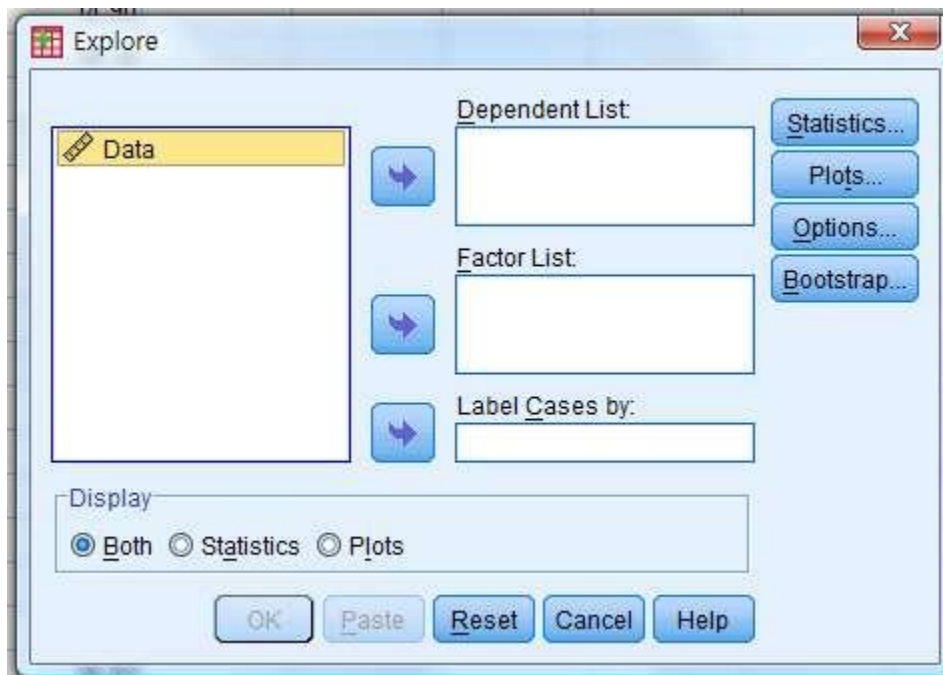 Explore
Data
Dependent List:
Factor List:
Label Cases by:
Statistics...
Plots...
Options...
Bootstrap...
Display
Both
Statistics
Plots
OK
Paste
Reset
Cancel
Help